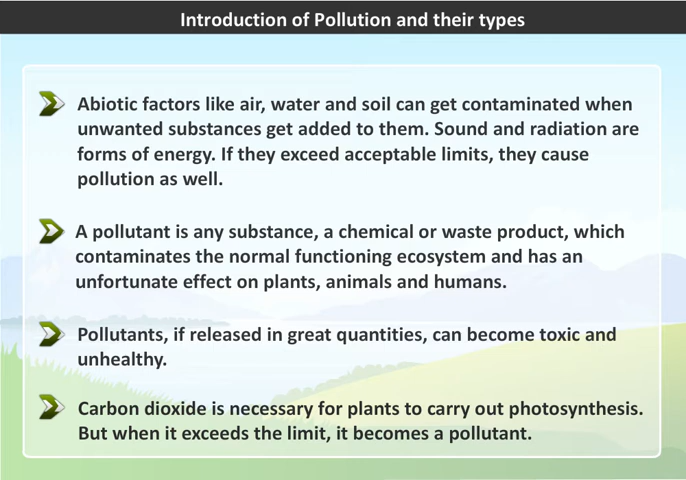 Introduction of Pollution and their types
Abiotic factors like air, water and soil can get contaminated when
unwanted substances get added to them. Sound and radiation are
forms of energy. If they exceed acceptable limits, they cause
pollution as well.
A pollutant is any substance, a chemical or waste product, which
contaminates the normal functioning ecosystem and has an
unfortunate effect on plants, animals and humans.
Pollutants, if released in great quantities, can become toxic and
unhealthy.
Carbon dioxide is necessary for plants to carry out photosynthesis.
But when it exceeds the limit, it becomes a pollutant.